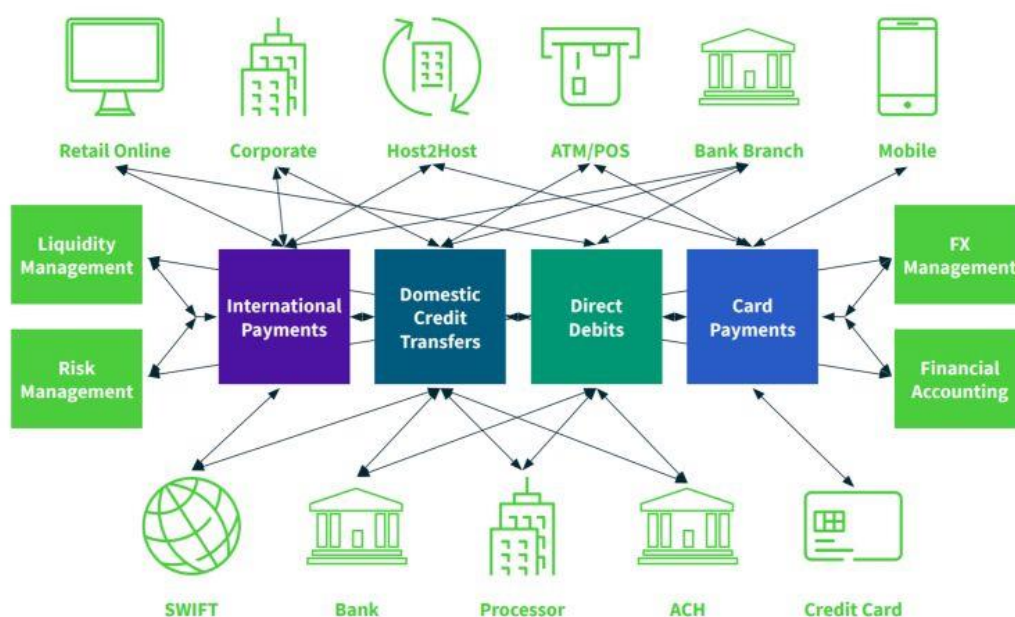 Retail Online
Corporate
Host2Host
ATM/POS
Bank Branch
Mobile
Liquidity
Management
Risk
Management
International
Payments
Domestic
Credit
Transfers
Direct
Debits
Card
Payments
FX
Management
Financial
Accounting
SWIFT
Bank
Processor
ACH
Credit Card